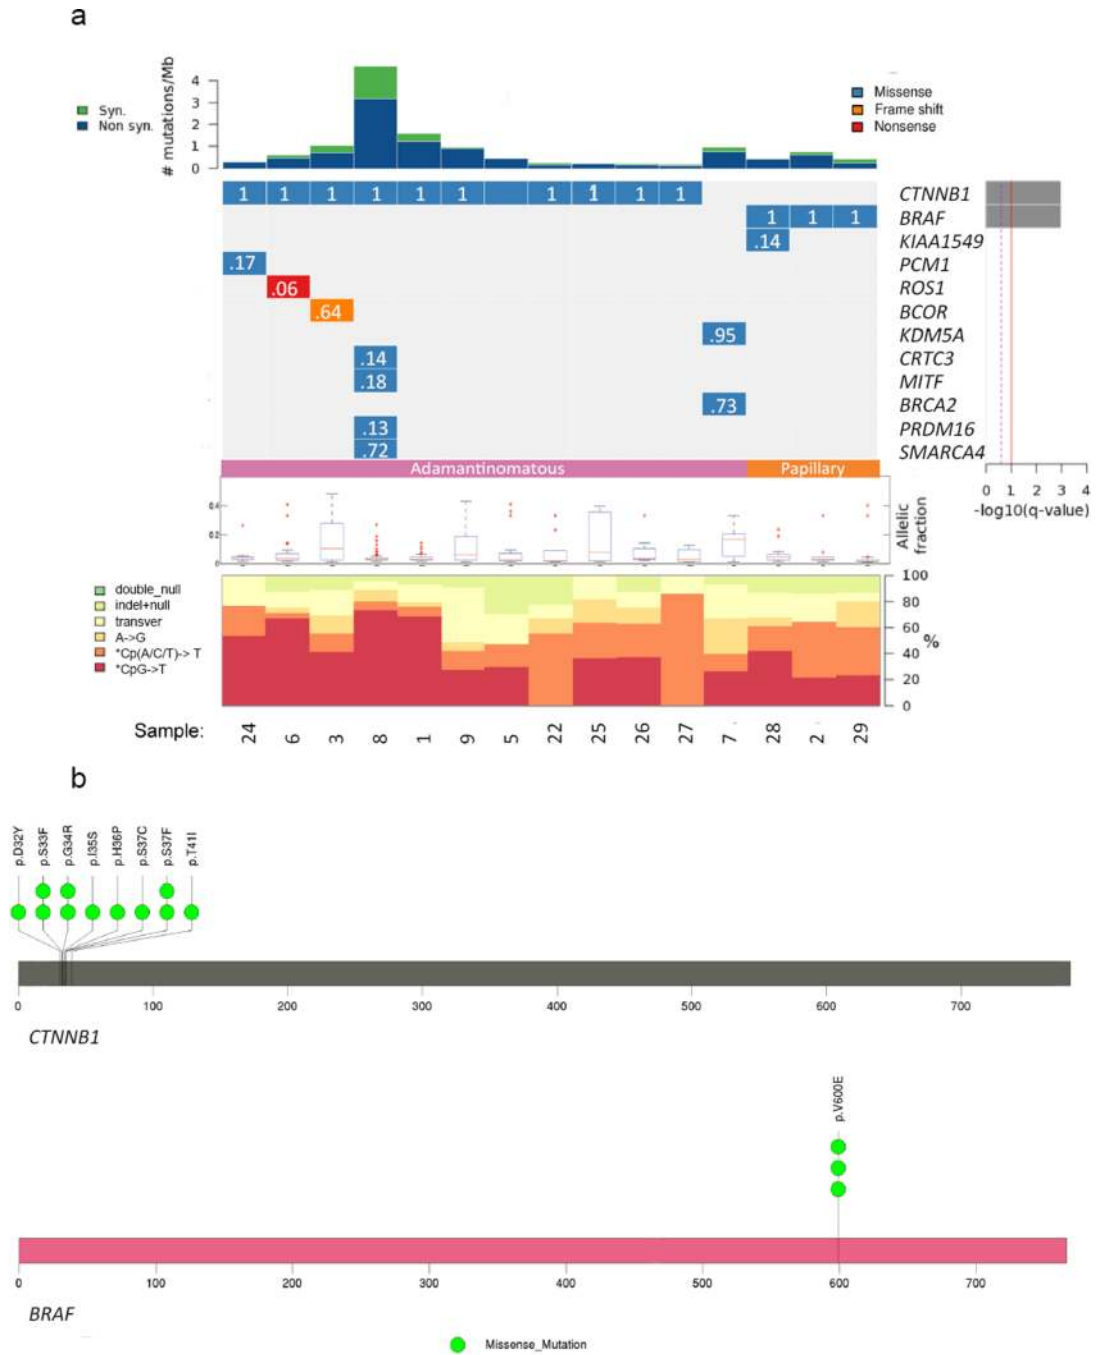 a
# mutations/Mb
4
3
2
1
0
Syn.
Non syn.
Missense
Frame shift
Nonsense
1 1 1 1 1 1 1 1 1 1 CTNNB1
1 1 1 BRAF
.14 KIAA1549
.17 PCM1
.06 ROS1
.64 BCOR
.95 KDM5A
.14 CRTC3
.18 MITF
.73 BRCA2
.13 PRDM16
.72 SMARCA4
Adamantinomatous Papillary
0 1 2 3 4
-log10(q-value)
0.4
0.2
0
Allelic
fraction
double_null
indel+null
transver
A->G
*Cp(A/C/T)-> T
*CpG->T
100
80
60
40
20
0
%
Sample: 24 6 3 8 1 9 5 22 25 26 27 7 28 2 29
b
p.D32Y p.S33F p.G34R p.I35S p.H36P p.S37C p.S37F p.T41I
0 100 200 300 400 500 600 700
CTNNB1
p.V600E
0 100 200 300 400 500 600 700
BRAF
Missense_Mutation